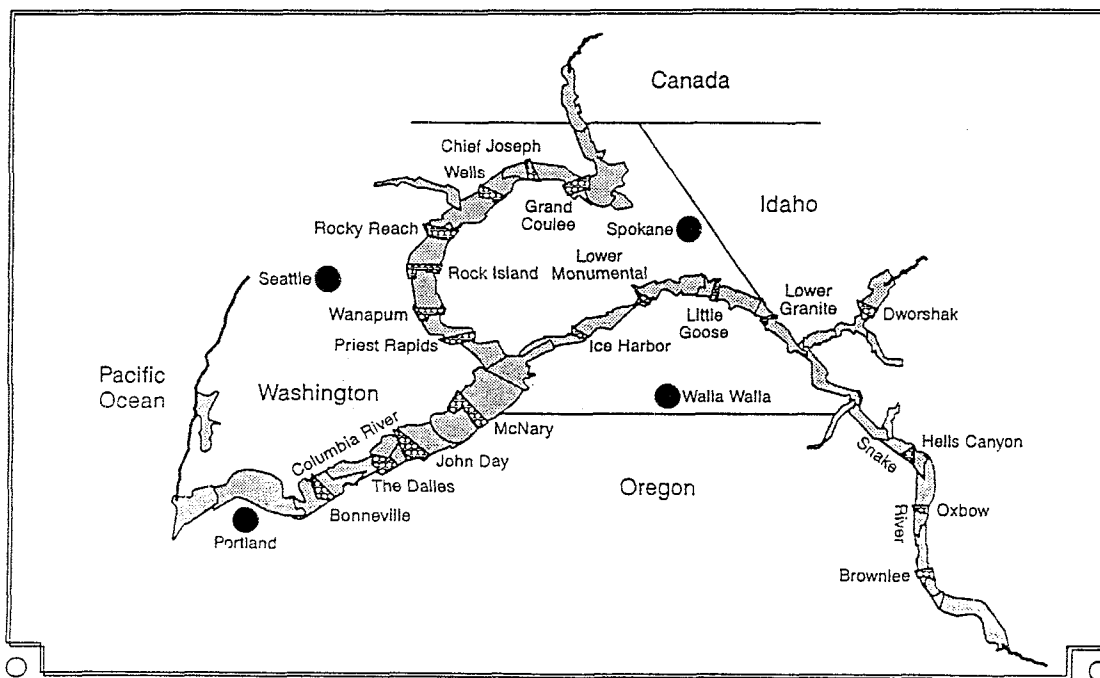 Canada
Chief Joseph
Wells
Grand
Coulee
Spokane
Idaho
Rocky Reach
Lower
Monumental
Seattle
Rock Island
Lower
Granite
Little
Goose
Dworshak
Wanapum
Ice Harbor
Priest Rapids
Pacific
Ocean
Washington
Walla Walla
McNary
Columbia River
John Day
Hells Canyon
Snake
River
The Dalles
Oregon
Bonneville
Oxbow
Portland
Brownlee